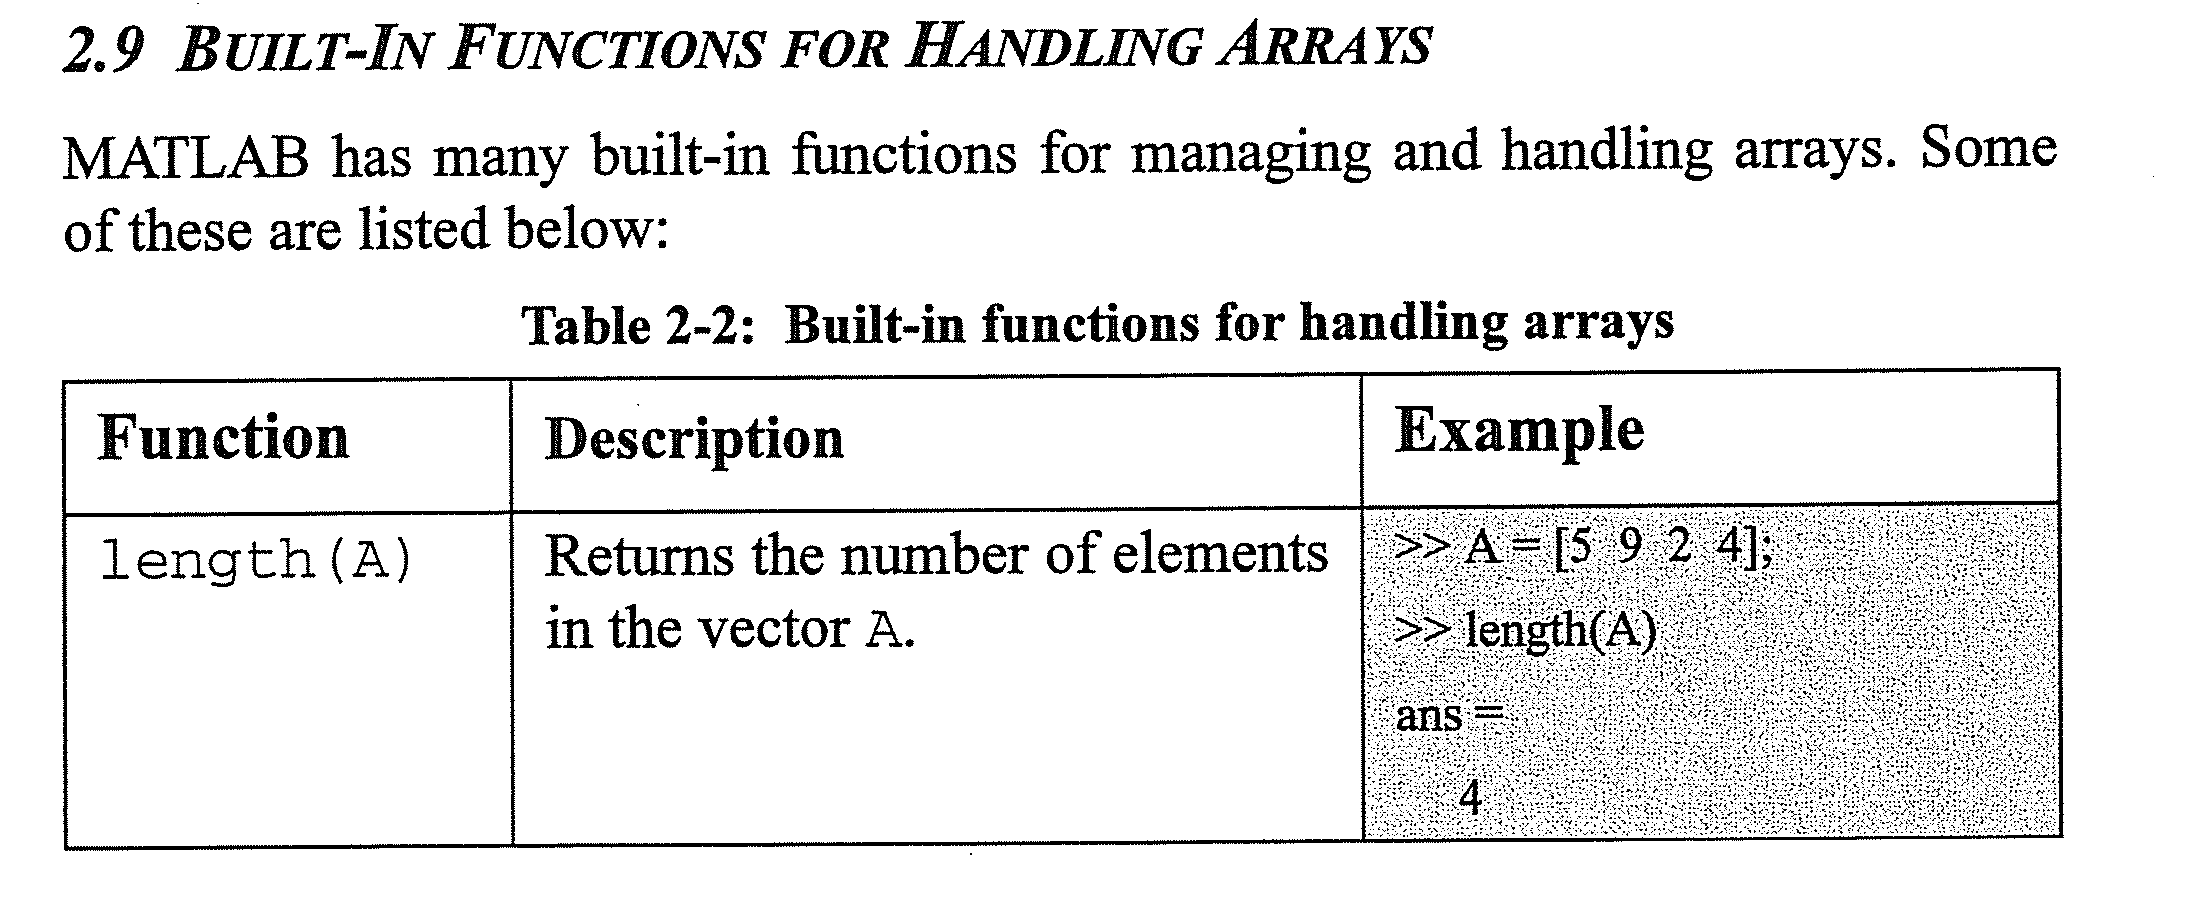 2.9 BUILT-IN FUNCTIONS FOR HANDLING ARRAYS
MATLAB has many built-in functions for managing and handling arrays. Some
of these are listed below:
Table 2-2: Built-in functions for handling arrays
Function Description Example
length(A)
Returns the number of elements
in the vector A.
>> A = [5 9 2 4];
>> length(A)
ans =
4